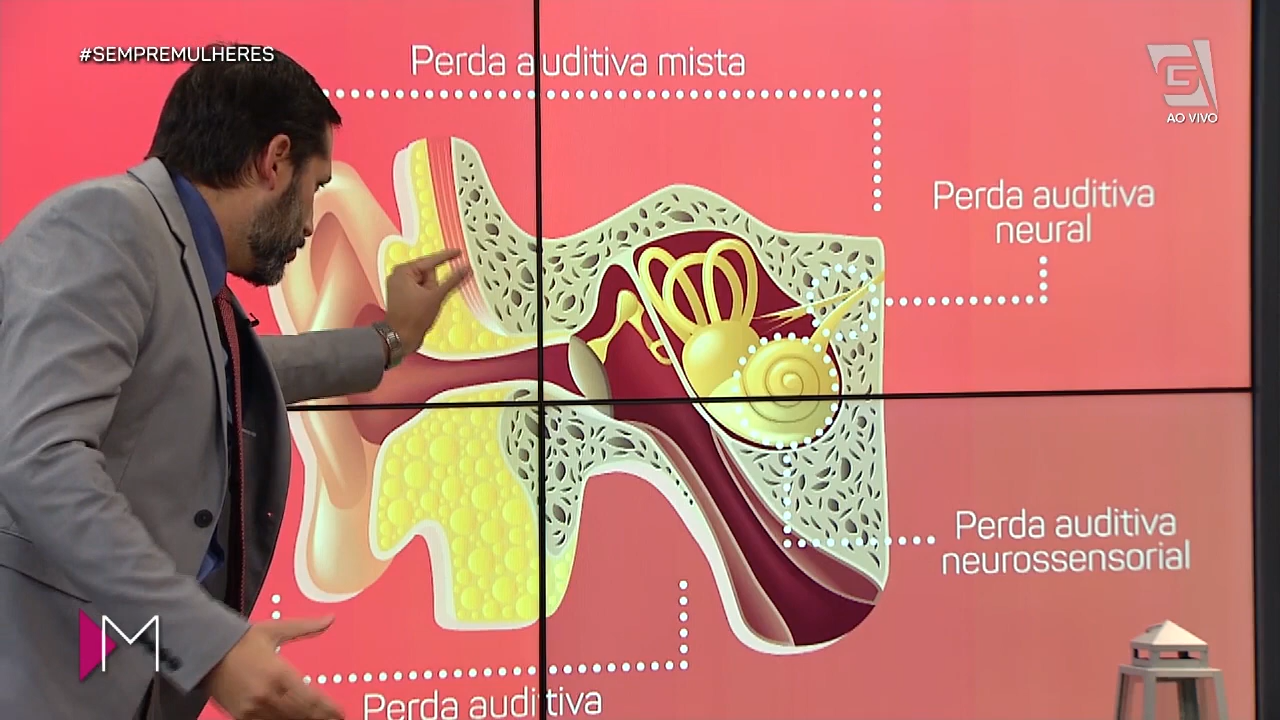 #SEMPREMULHERES
Perda auditiva mista
G
AO VIVO
Perda auditiva
neural
Perda auditiva
neurossensorial
M
Perda auditiva